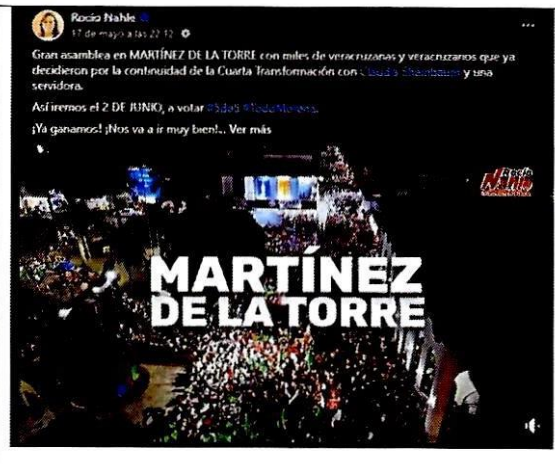 Rocío Nahle
17 de mayo a las 22:12
Gran asamblea en MARTÍNEZ DE LA TORRE con miles de veracruzanas y veracruzanos que ya
decidieron por la continuidad de la Cuarta Transformación con Claudia Sheinbaum y una
servidora.
Así iremos el 2 DE JUNIO, a votar #5de5 #TodoMorena.
¡Ya ganamos! ¡Nos va a ir muy bien!... Ver más
Rocío
Nahle
MARTÍNEZ
DE LA TORRE